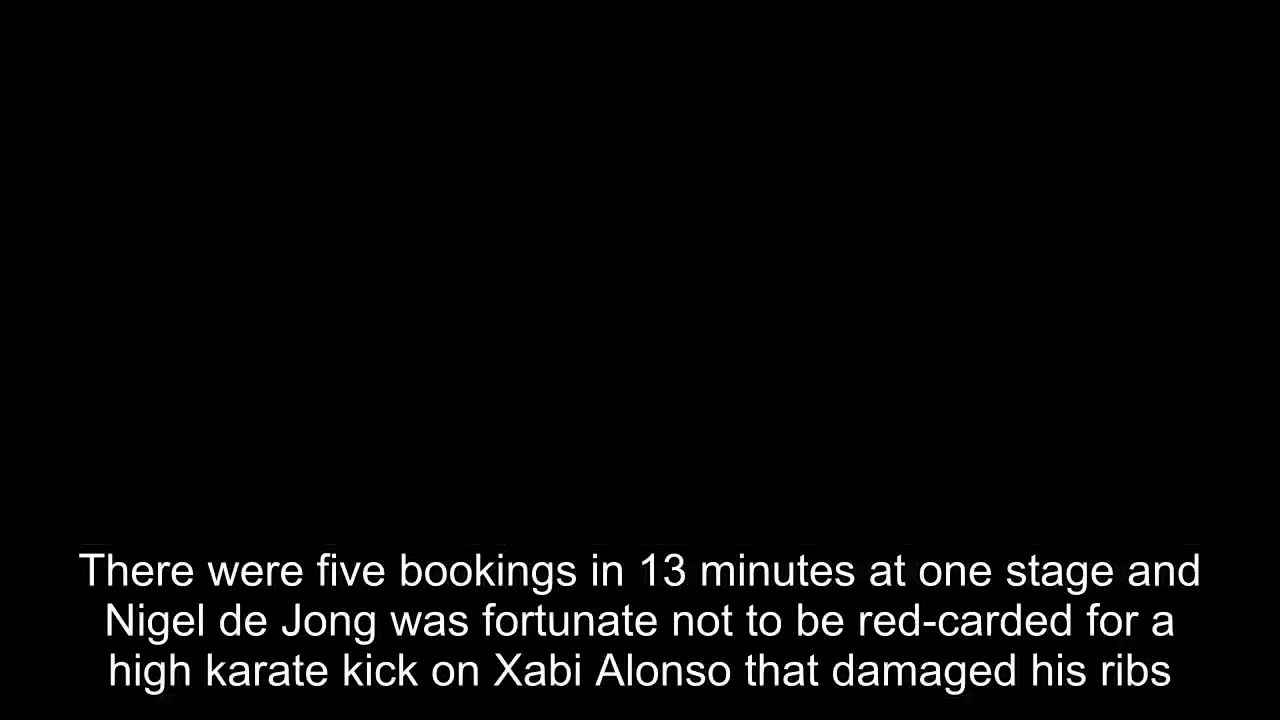 There were five bookings in 13 minutes at one stage and
Nigel de Jong was fortunate not to be red-carded for a
high karate kick on Xabi Alonso that damaged his ribs